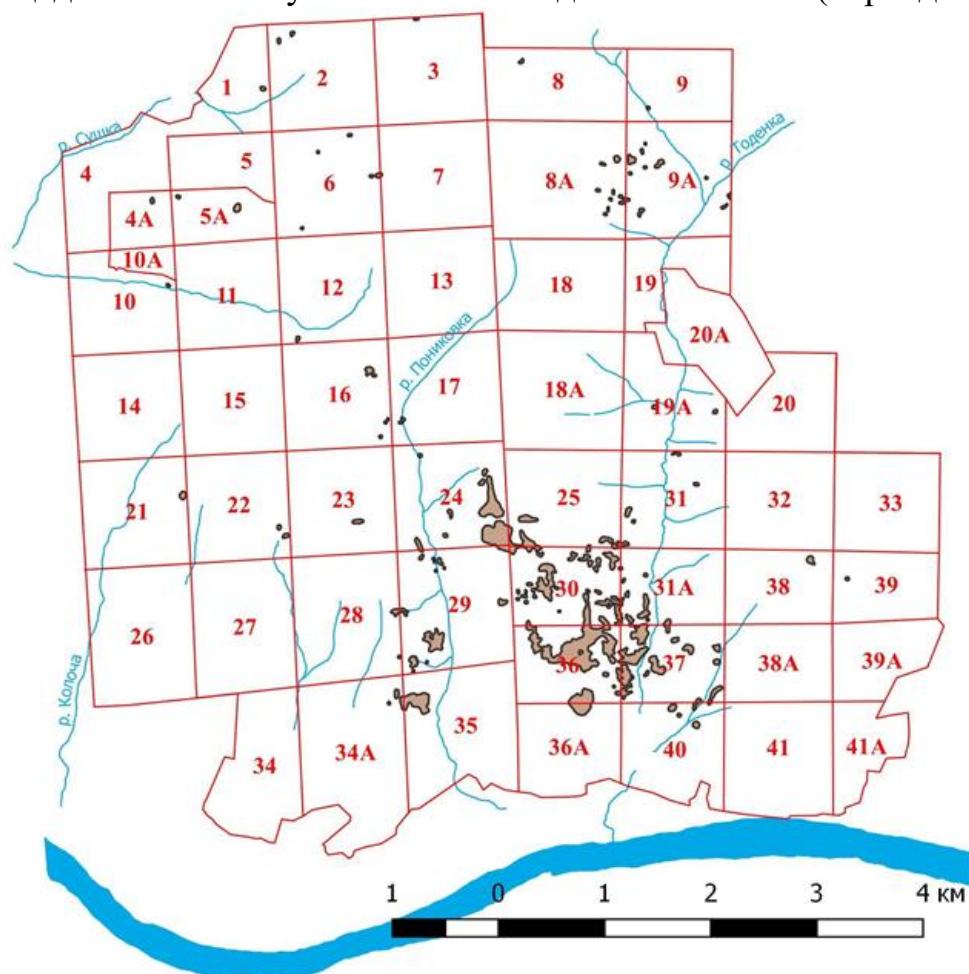 1 2 3 8 9
р. Сушка
4 5 6 7 8А 9А
р. Годенка
4А 5А
10А
10 11 12 13 18 19
20А
р. Пониковка
14 15 16 17 18А 19А 20
21 22 23 24 25 31 32 33
26 27 28 29 30 31А 38 39
36 37 38А 39А
р. Колоча
34 34А 35 36А 40 41 41А
1 0 1 2 3 4 км